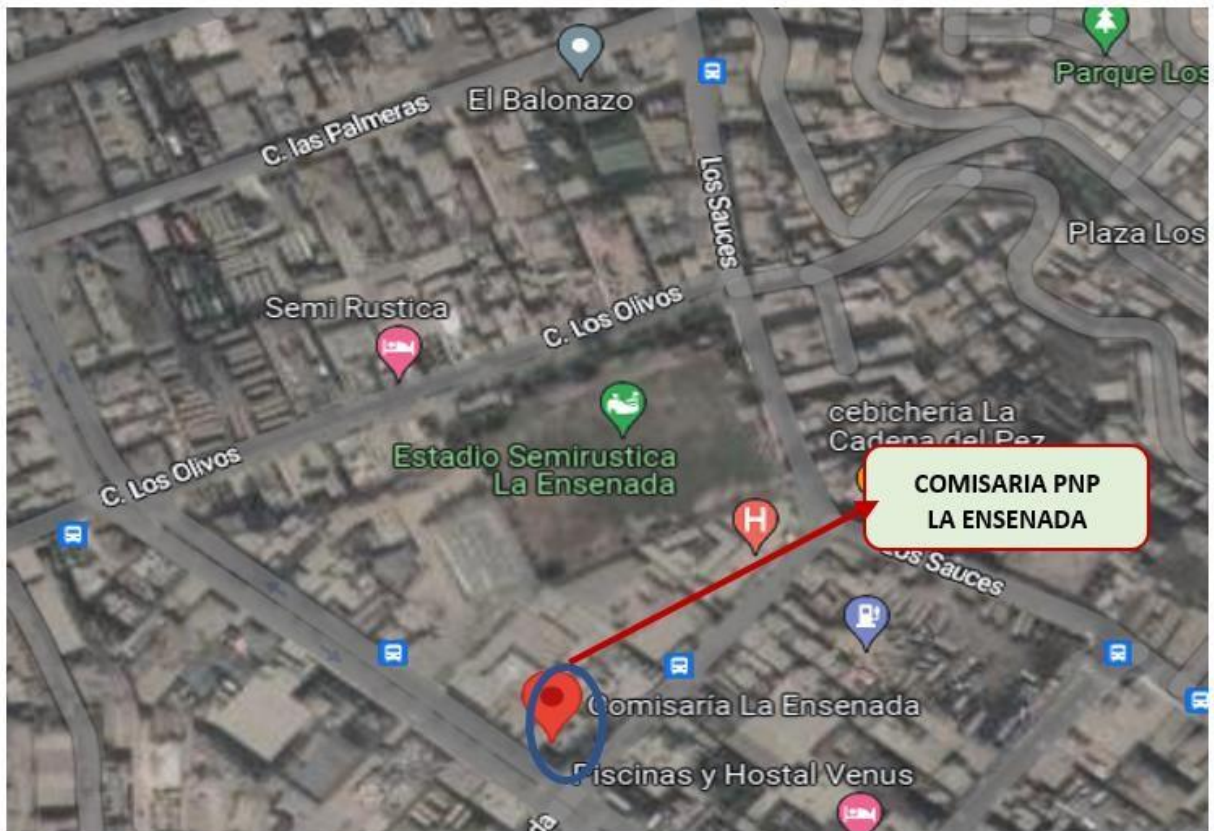 El Balonazo
Parque Los
C. las Palmeras
Los Sauces
Plaza Los
Semi Rustica
C. Los Olivos
cebicheria La
Cadena del Pez
Estadio Semirustica
La Ensenada
C. Los Olivos
COMISARIA PNP
LA ENSENADA
H
Los Sauces
Comisaría La Ensenada
Piscinas y Hostal Venus